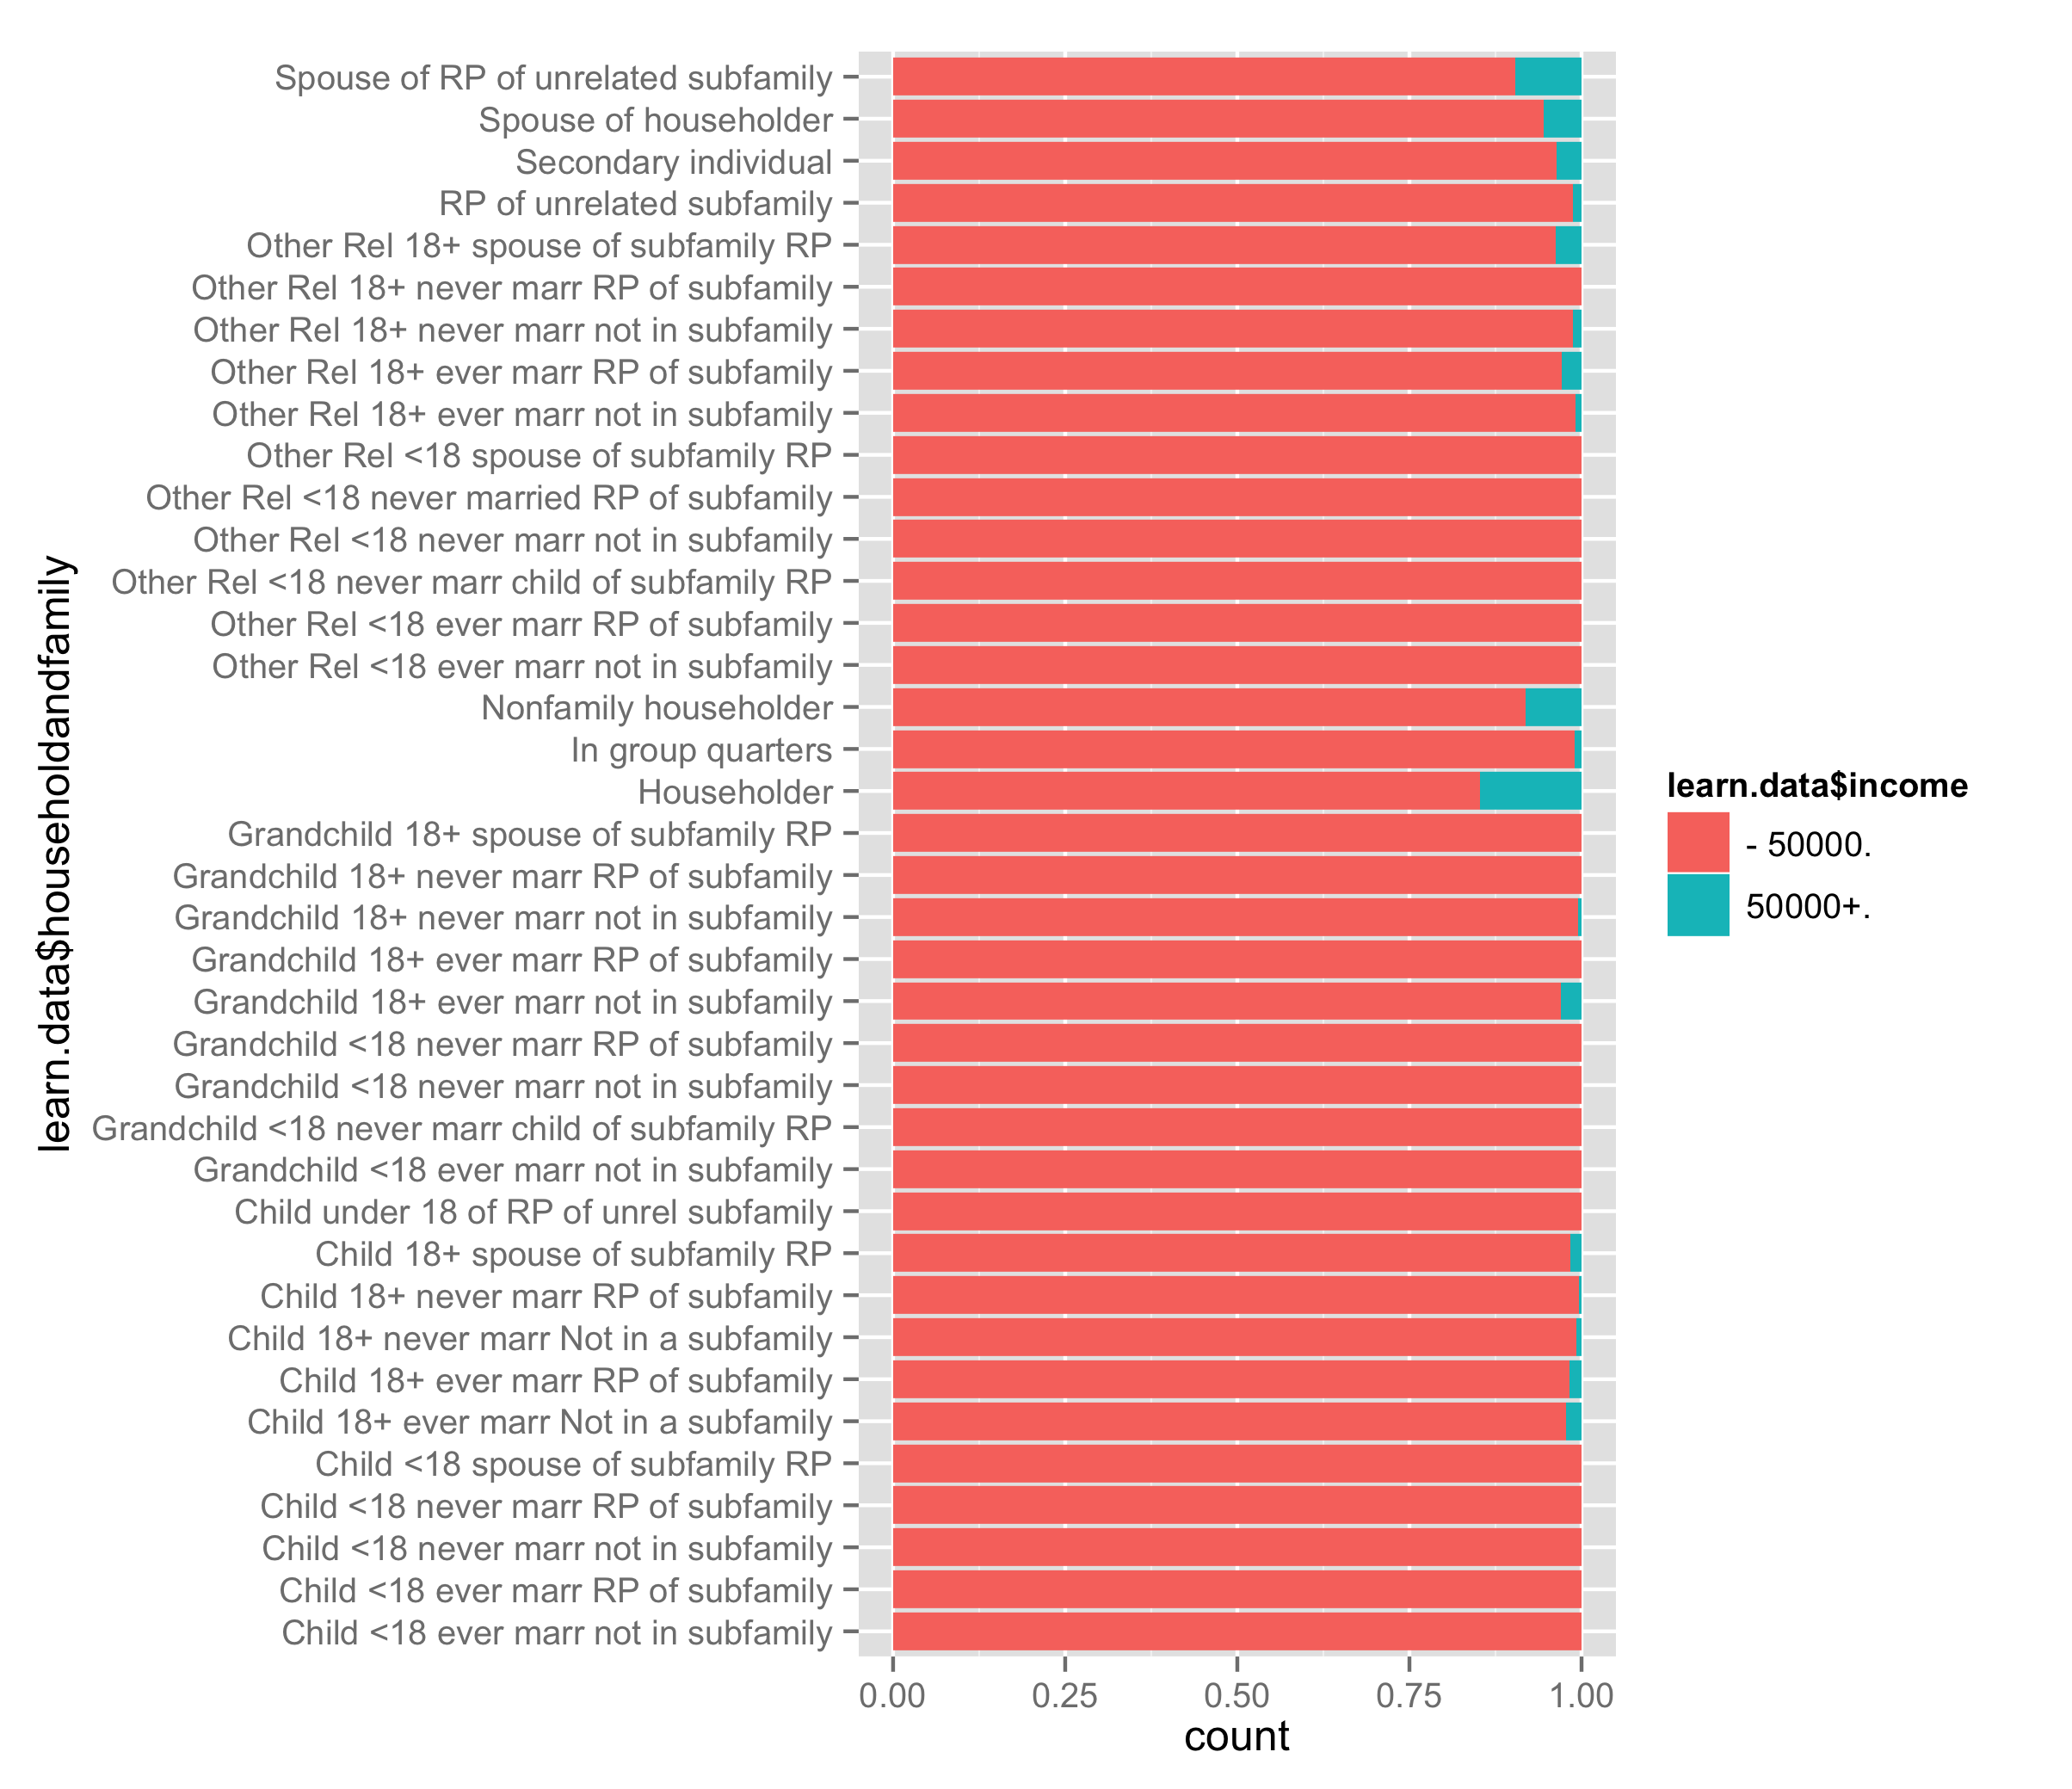 Spouse of RP of unrelated subfamily
Spouse of householder
Secondary individual
RP of unrelated subfamily
Other Rel 18+ spouse of subfamily RP
Other Rel 18+ never marr RP of subfamily
Other Rel 18+ never marr not in subfamily
Other Rel 18+ ever marr RP of subfamily
Other Rel 18+ ever marr not in subfamily
Other Rel <18 spouse of subfamily RP
Other Rel <18 never married RP of subfamily
Other Rel <18 never marr not in subfamily
Other Rel <18 never marr child of subfamily RP
Other Rel <18 ever marr RP of subfamily
Other Rel <18 ever marr not in subfamily
Nonfamily householder
In group quarters
Householder
Grandchild 18+ spouse of subfamily RP
Grandchild 18+ never marr RP of subfamily
Grandchild 18+ never marr not in subfamily
Grandchild 18+ ever marr RP of subfamily
Grandchild 18+ ever marr not in subfamily
Grandchild <18 never marr RP of subfamily
Grandchild <18 never marr not in subfamily
Grandchild <18 never marr child of subfamily RP
Grandchild <18 ever marr not in subfamily
Child under 18 of RP of unrel subfamily
Child 18+ spouse of subfamily RP
Child 18+ never marr RP of subfamily
Child 18+ never marr Not in a subfamily
Child 18+ ever marr RP of subfamily
Child 18+ ever marr Not in a subfamily
Child <18 spouse of subfamily RP
Child <18 never marr RP of subfamily
Child <18 never marr not in subfamily
Child <18 ever marr RP of subfamily
Child <18 ever marr not in subfamily
learn.data$householdandfamily
0.00 0.25 0.50 0.75 1.00
count
learn.data$income
- 50000.
50000+.